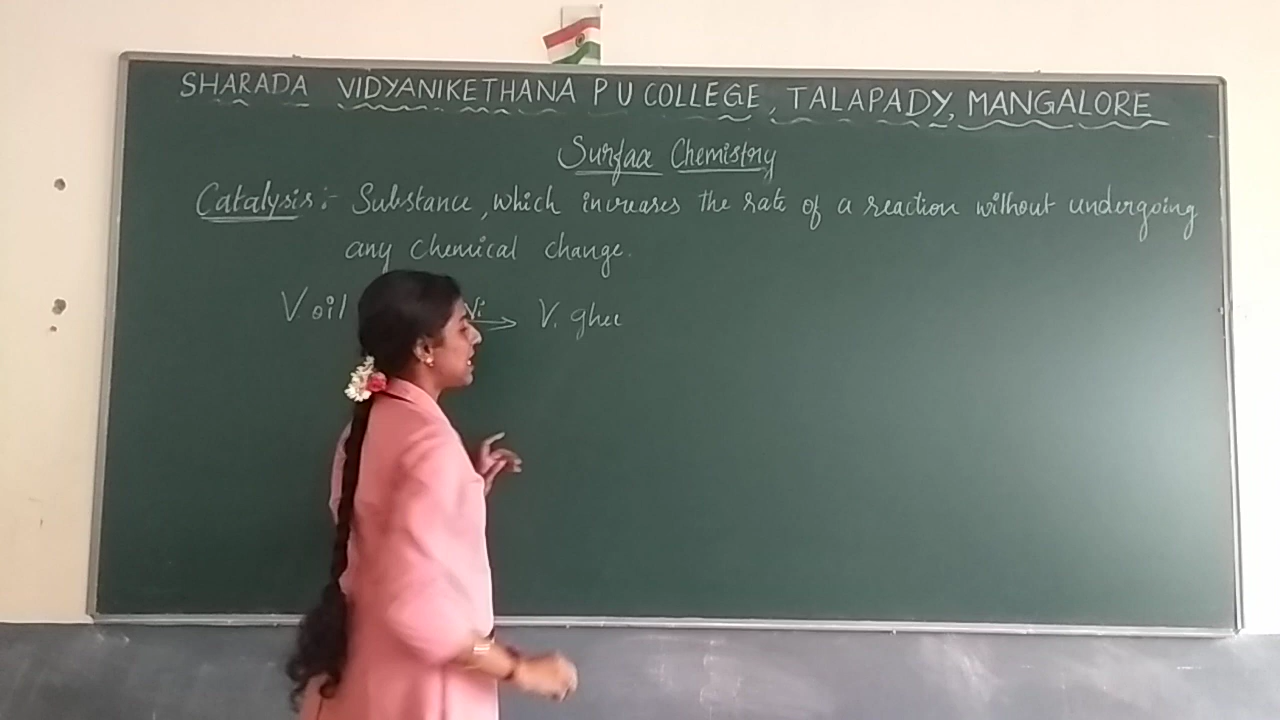 SHARADA VIDYANIKETHANA P U COLLEGE, TALAPADY, MANGALORE
Surface Chemistry
Catalysis:- Substance, which increases the rate of a reaction without undergoing
any chemical change.
V. oil Ni → V. ghee